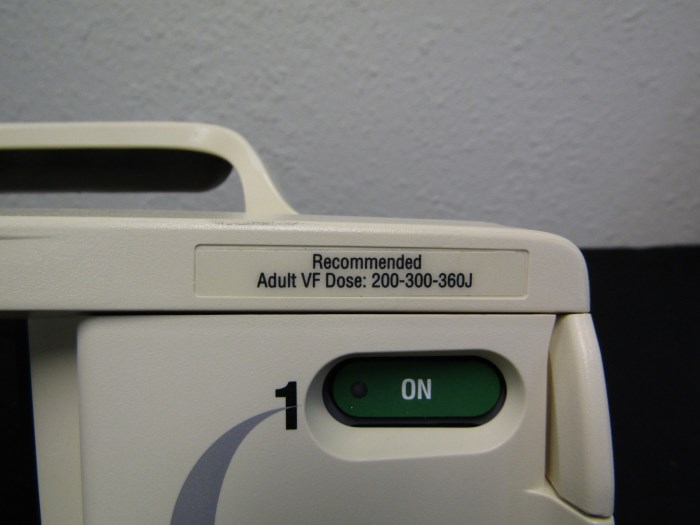 Recommended
Adult VF Dose: 200-300-360J
1
ON